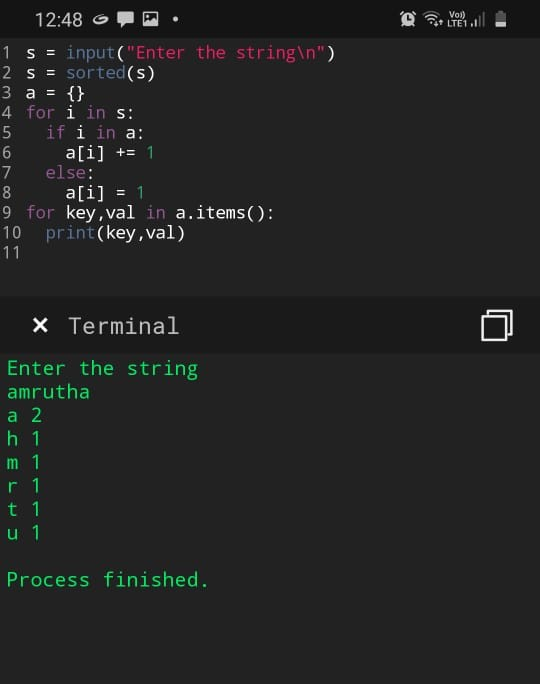 12:48 Vo)) LTE1
1 s = input("Enter the string\n")
2 s = sorted(s)
3 a = {}
4 for i in s:
5   if i in a:
6     a[i] += 1
7   else:
8     a[i] = 1
9 for key,val in a.items():
10   print(key,val)
11
× Terminal
Enter the string
amrutha
a 2
h 1
m 1
r 1
t 1
u 1
Process finished.